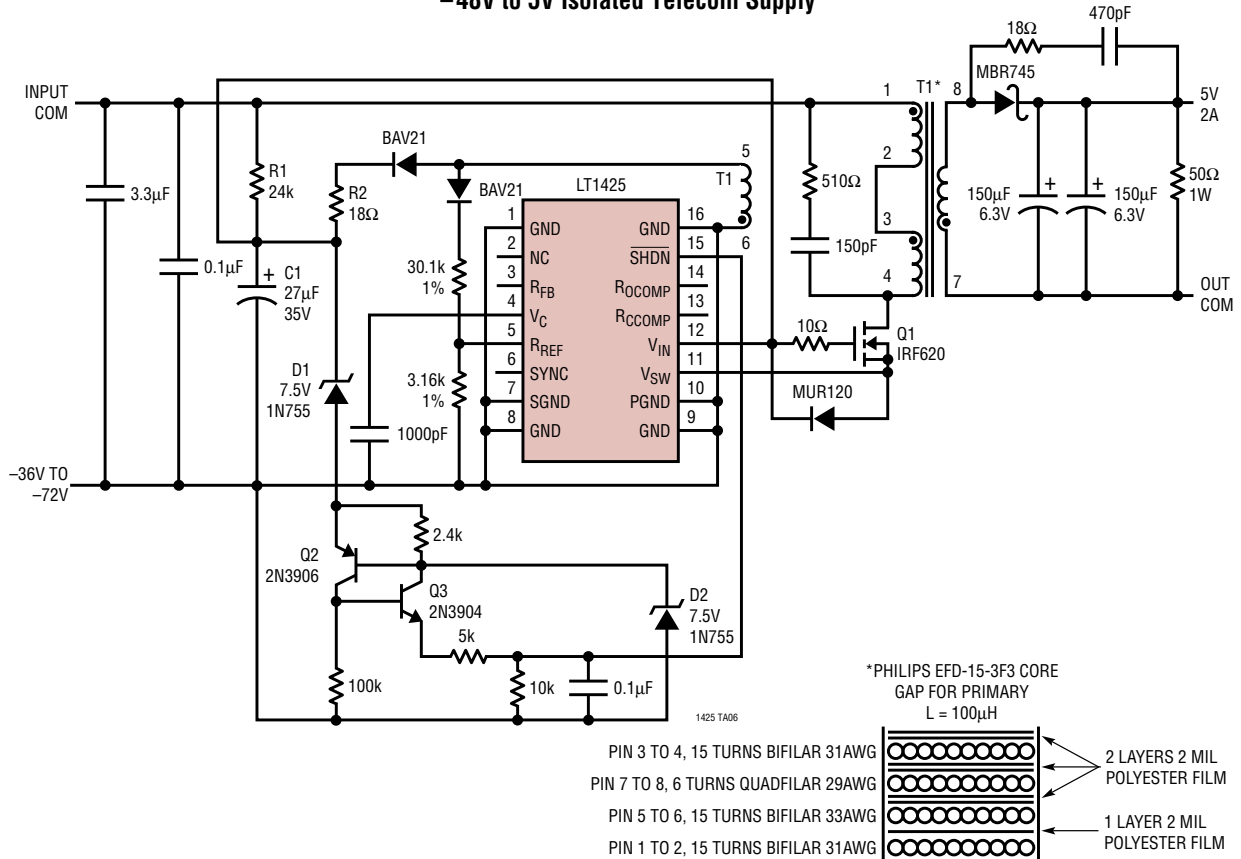 –48V to 5V Isolated Telecom Supply
470pF
18Ω
MBR745
INPUT
COM
1
T1*
8
5V
2A
BAV21
5
R1
24k
R2
18Ω
BAV21
T1
2
3.3µF
LT1425
510Ω
150µF
6.3V
+
+
150µF
6.3V
50Ω
1W
1
GND
GND
16
6
3
2
NC
SHDN
15
150pF
0.1µF
+
C1
27µF
35V
30.1k
1%
3
RFB
ROCOMP
14
4
7
OUT
COM
4
VC
RCCOMP
13
10Ω
Q1
IRF620
5
RREF
VIN
12
D1
7.5V
1N755
3.16k
1%
6
SYNC
VSW
11
MUR120
7
SGND
PGND
10
8
GND
GND
9
1000pF
–36V TO
–72V
2.4k
Q2
2N3906
Q3
2N3904
D2
7.5V
1N755
5k
100k
10k
0.1µF
1425 TA06
*PHILIPS EFD-15-3F3 CORE
GAP FOR PRIMARY
L = 100µH
PIN 3 TO 4, 15 TURNS BIFILAR 31AWG
2 LAYERS 2 MIL
POLYESTER FILM
PIN 7 TO 8, 6 TURNS QUADFILAR 29AWG
PIN 5 TO 6, 15 TURNS BIFILAR 33AWG
1 LAYER 2 MIL
POLYESTER FILM
PIN 1 TO 2, 15 TURNS BIFILAR 31AWG